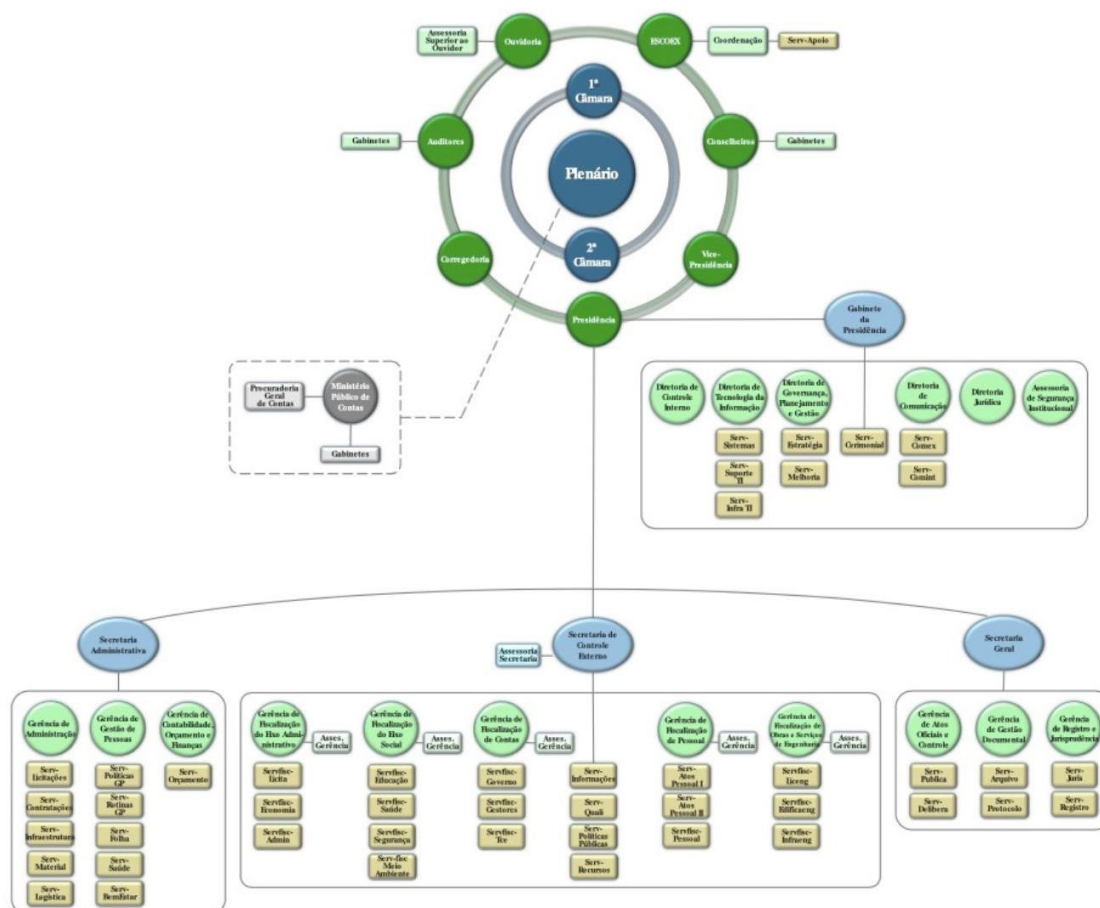 Assessoria
Superior ao
Ouvidor
Ouvidoria
ESCOEX
Coordenação
Serv-Apoio
1ª
Câmara
Gabinetes
Auditores
Conselheiros
Gabinetes
Plenário
2ª
Câmara
Corregedoria
Vice-
Presidência
Presidência
Gabinete
da
Presidência
Procuradoria
Geral
de Contas
Ministério
Público de
Contas
Gabinetes
Diretoria
de Controle
Interno
Diretoria de
Tecnologia da
Informação
Diretoria de
Governança,
Planejamento
e Gestão
Diretoria
de
Comunicação
Diretoria
Jurídica
Assessoria
de Segurança
Institucional
Serv-
Sistemas
Serv-
Estratégia
Serv-
Cerimonial
Serv-
Comex
Serv-
Suporte TI
Serv-
Melhoria
Serv-
Comint
Serv-
Infra TI
Secretaria
Administrativa
Assessoria
Secretaria
Secretaria de
Controle
Externo
Secretaria
Geral
Gerência de
Administração
Gerência de
Gestão de
Pessoas
Gerência de
Contabilidade,
Orçamento e
Finanças
Serv-
Licitações
Serv-
Políticas
GP
Serv-
Orçamento
Serv-
Contratações
Serv-
Rotinas
GP
Serv-
Infraestrutura
Serv-
Folha
Serv-
Material
Serv-
Saúde
Serv-
Logística
Serv-
BemEstar
Gerência de
Fiscalização
do Eixo Admi-
nistrativo
Asses.
Gerência
Gerência de
Fiscalização
do Eixo
Social
Asses.
Gerência
Gerência de
Fiscalização
de Contas
Asses.
Gerência
Gerência de
Fiscalização
de Pessoal
Asses.
Gerência
Gerência de
Fiscalização de
Obras e Serviços
de Engenharia
Asses.
Gerência
Servfisc-
Licita
Servfisc-
Educação
Servfisc-
Governo
Serv-
Informações
Serv-
Atos
Pessoal I
Servfisc-
Liceng
Servfisc-
Economia
Servfisc-
Saúde
Servfisc-
Gestores
Serv-
Quali
Serv-
Atos
Pessoal II
Servfisc-
Edificaeng
Servfisc-
Admin
Servfisc-
Segurança
Servfisc-
Tce
Serv-
Políticas
Públicas
Servfisc-
Pessoal
Servfisc-
Infraeng
Serv-fisc
Meio
Ambiente
Serv-
Recursos
Gerência
de Atos
Oficiais e
Controle
Gerência
de Gestão
Documental
Gerência
de Registro e
Jurisprudência
Serv-
Publica
Serv-
Arquivo
Serv-
Juris
Serv-
Delibera
Serv-
Protocolo
Serv-
Registro